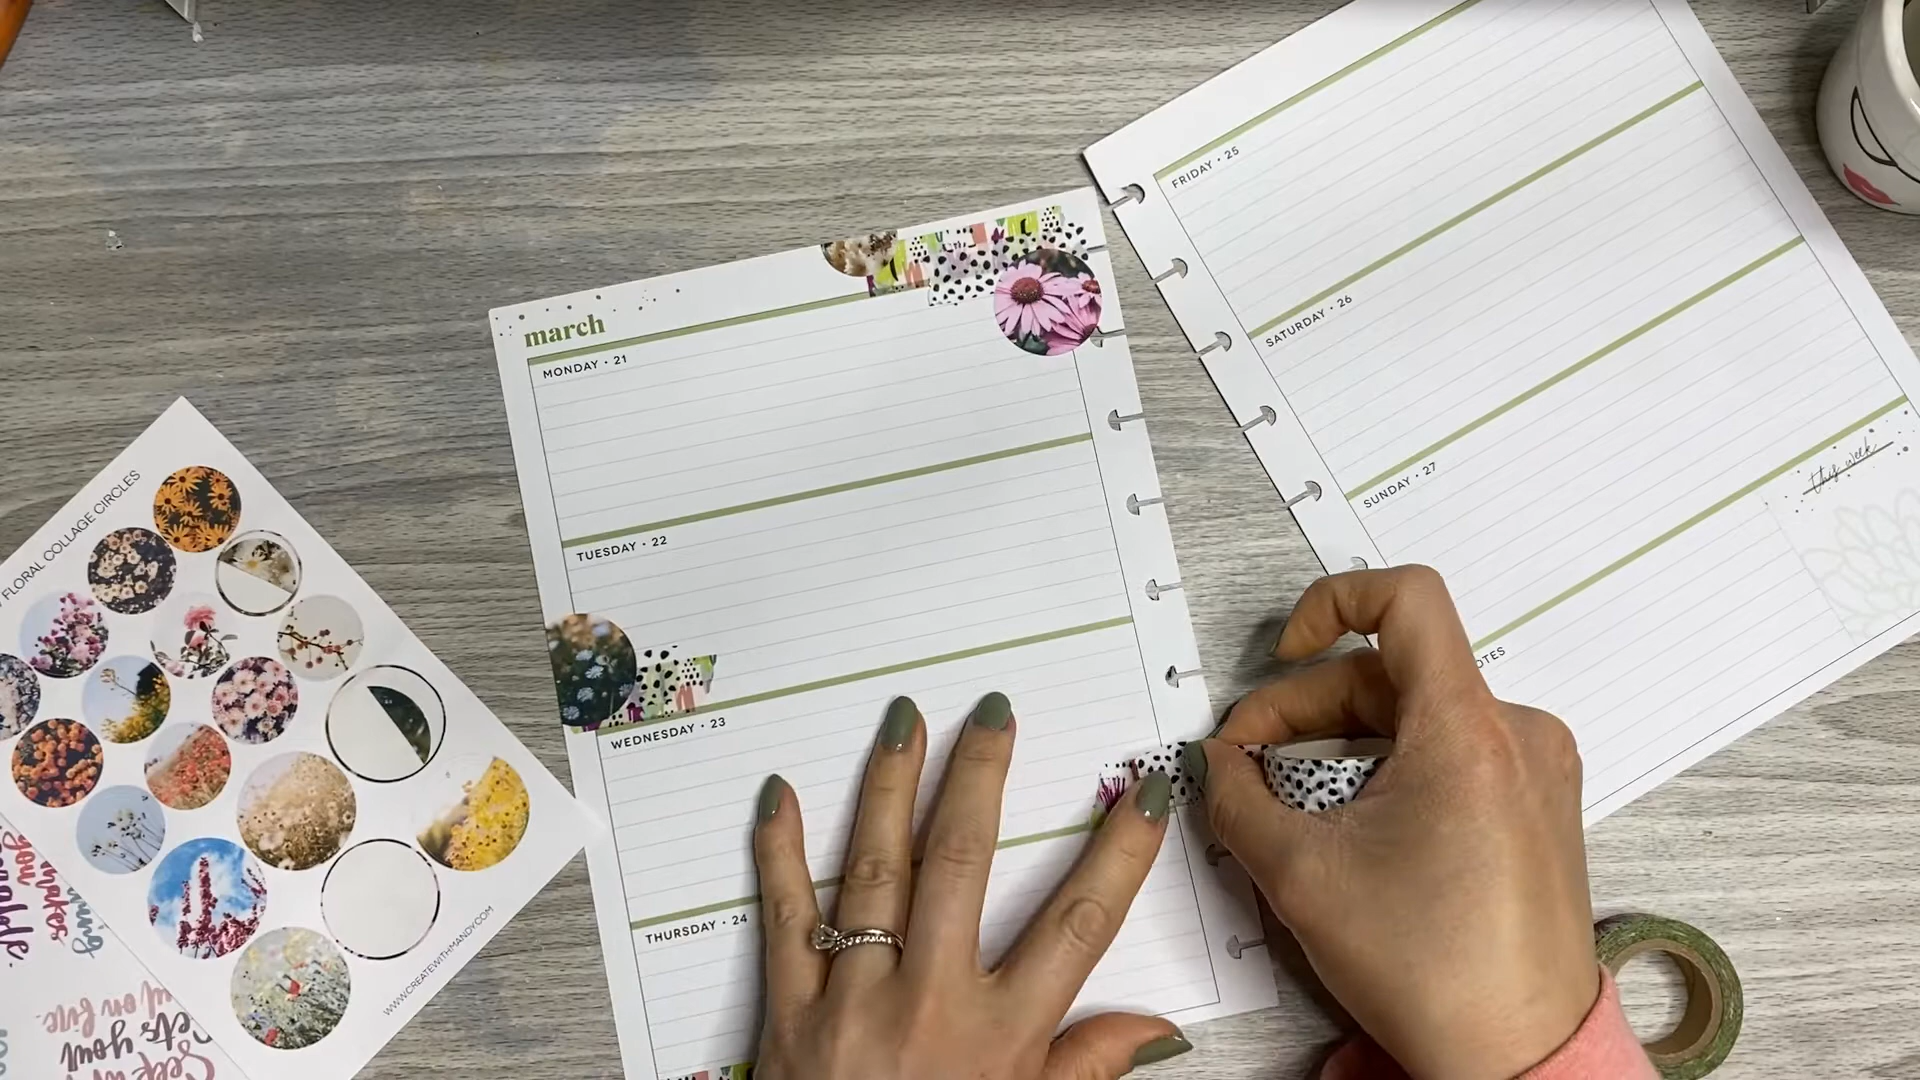 march
MONDAY • 21
TUESDAY • 22
WEDNESDAY • 23
THURSDAY • 24
FRIDAY • 25
SATURDAY • 26
SUNDAY • 27
this week
FLORAL COLLAGE CIRCLES
WWW.CREATEWITHMANDY.COM